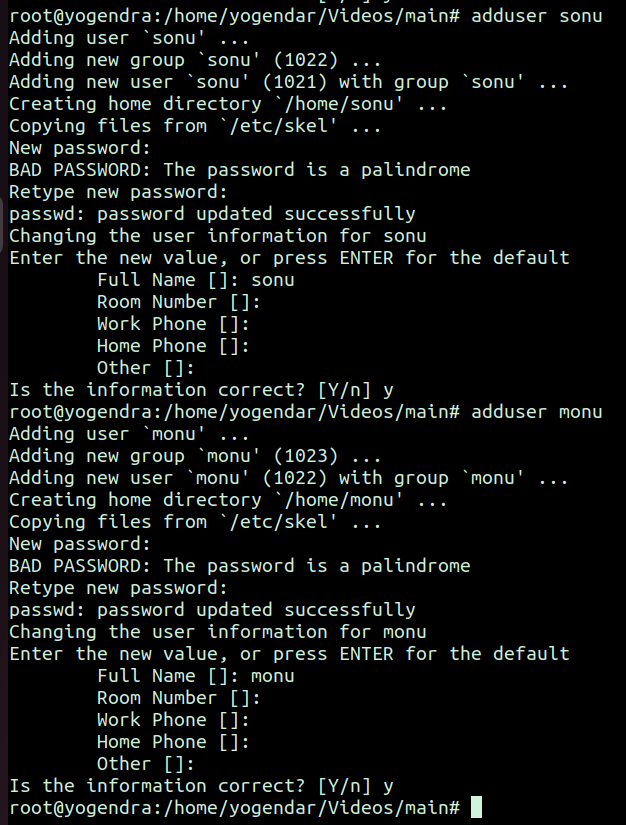 root@yogendra:/home/yogendar/Videos/main# adduser sonu
Adding user `sonu' ...
Adding new group `sonu' (1022) ...
Adding new user `sonu' (1021) with group `sonu' ...
Creating home directory `/home/sonu' ...
Copying files from `/etc/skel' ...
New password:
BAD PASSWORD: The password is a palindrome
Retype new password:
passwd: password updated successfully
Changing the user information for sonu
Enter the new value, or press ENTER for the default
        Full Name []: sonu
        Room Number []:
        Work Phone []:
        Home Phone []:
        Other []:
Is the information correct? [Y/n] y
root@yogendra:/home/yogendar/Videos/main# adduser monu
Adding user `monu' ...
Adding new group `monu' (1023) ...
Adding new user `monu' (1022) with group `monu' ...
Creating home directory `/home/monu' ...
Copying files from `/etc/skel' ...
New password:
BAD PASSWORD: The password is a palindrome
Retype new password:
passwd: password updated successfully
Changing the user information for monu
Enter the new value, or press ENTER for the default
        Full Name []: monu
        Room Number []:
        Work Phone []:
        Home Phone []:
        Other []:
Is the information correct? [Y/n] y
root@yogendra:/home/yogendar/Videos/main#